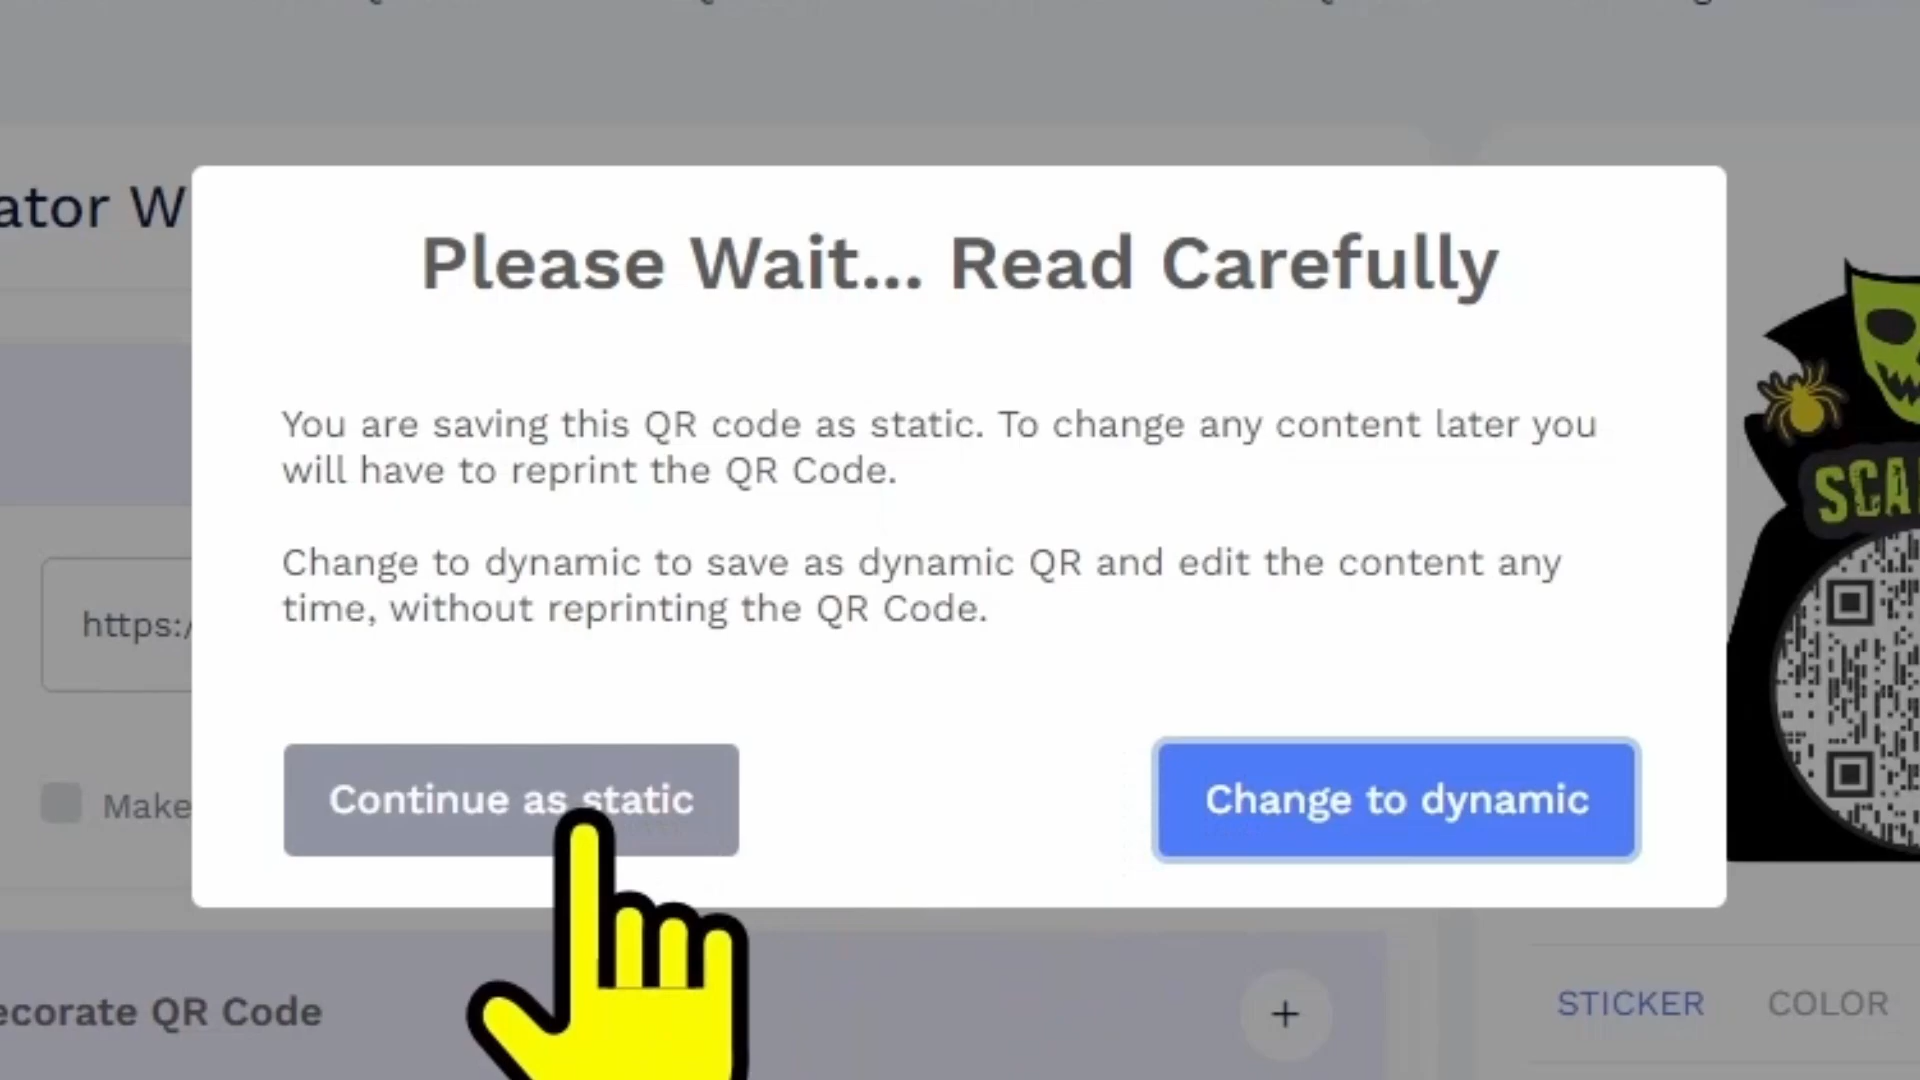 ator W
Please Wait... Read Carefully
You are saving this QR code as static. To change any content later you
will have to reprint the QR Code.
Change to dynamic to save as dynamic QR and edit the content any
time, without reprinting the QR Code.
https:/
Make
Continue as static
Change to dynamic
SCA
ecorate QR Code
+
STICKER
COLOR